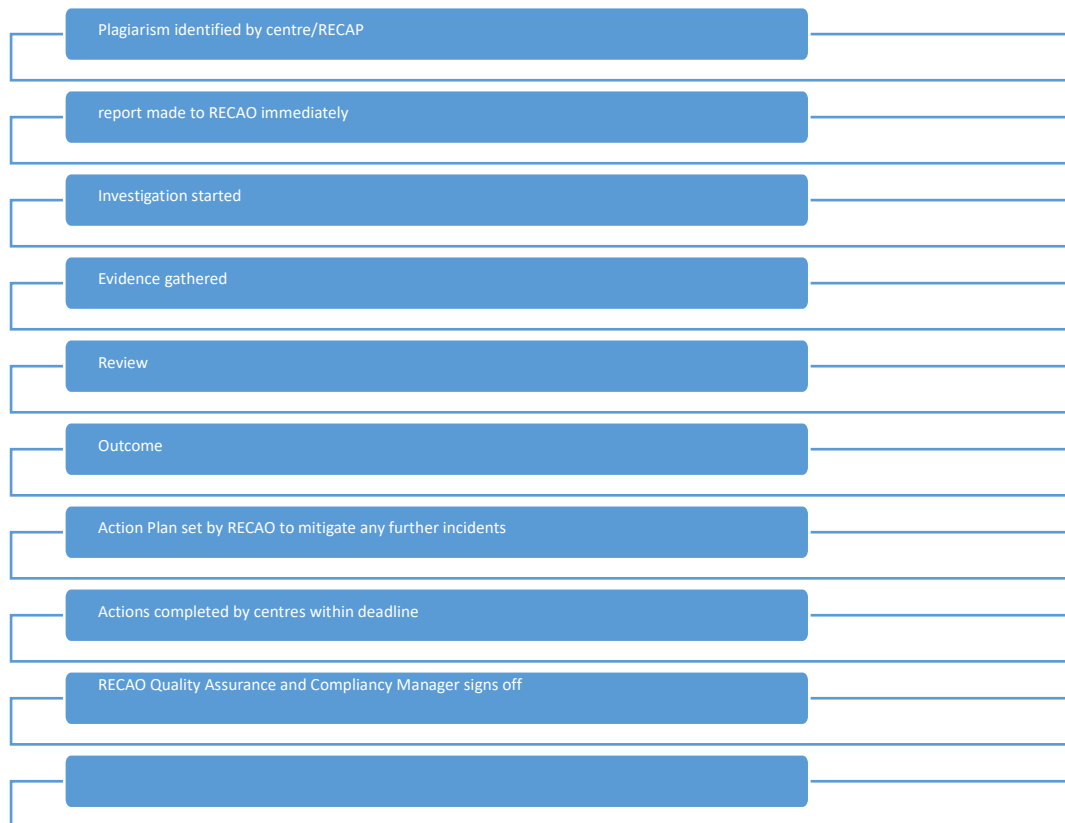 Plagiarism identified by centre/RECAP
report made to RECAO immediately
Investigation started
Evidence gathered
Review
Outcome
Action Plan set by RECAO to mitigate any further incidents
Actions completed by centres within deadline
RECAO Quality Assurance and Compliancy Manager signs off